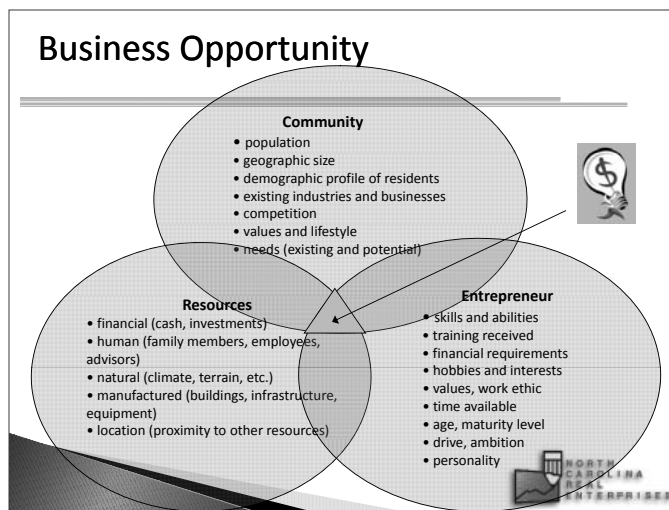 Business Opportunity
Community
• population
• geographic size
• demographic profile of residents
• existing industries and businesses
• competition
• values and lifestyle
• needs (existing and potential)
$
Resources
• financial (cash, investments)
• human (family members, employees,
advisors)
• natural (climate, terrain, etc.)
• manufactured (buildings, infrastructure,
equipment)
• location (proximity to other resources)
Entrepreneur
• skills and abilities
• training received
• financial requirements
• hobbies and interests
• values, work ethic
• time available
• age, maturity level
• drive, ambition
• personality
NORTH
CAROLINA
REAL
ENTERPRISES